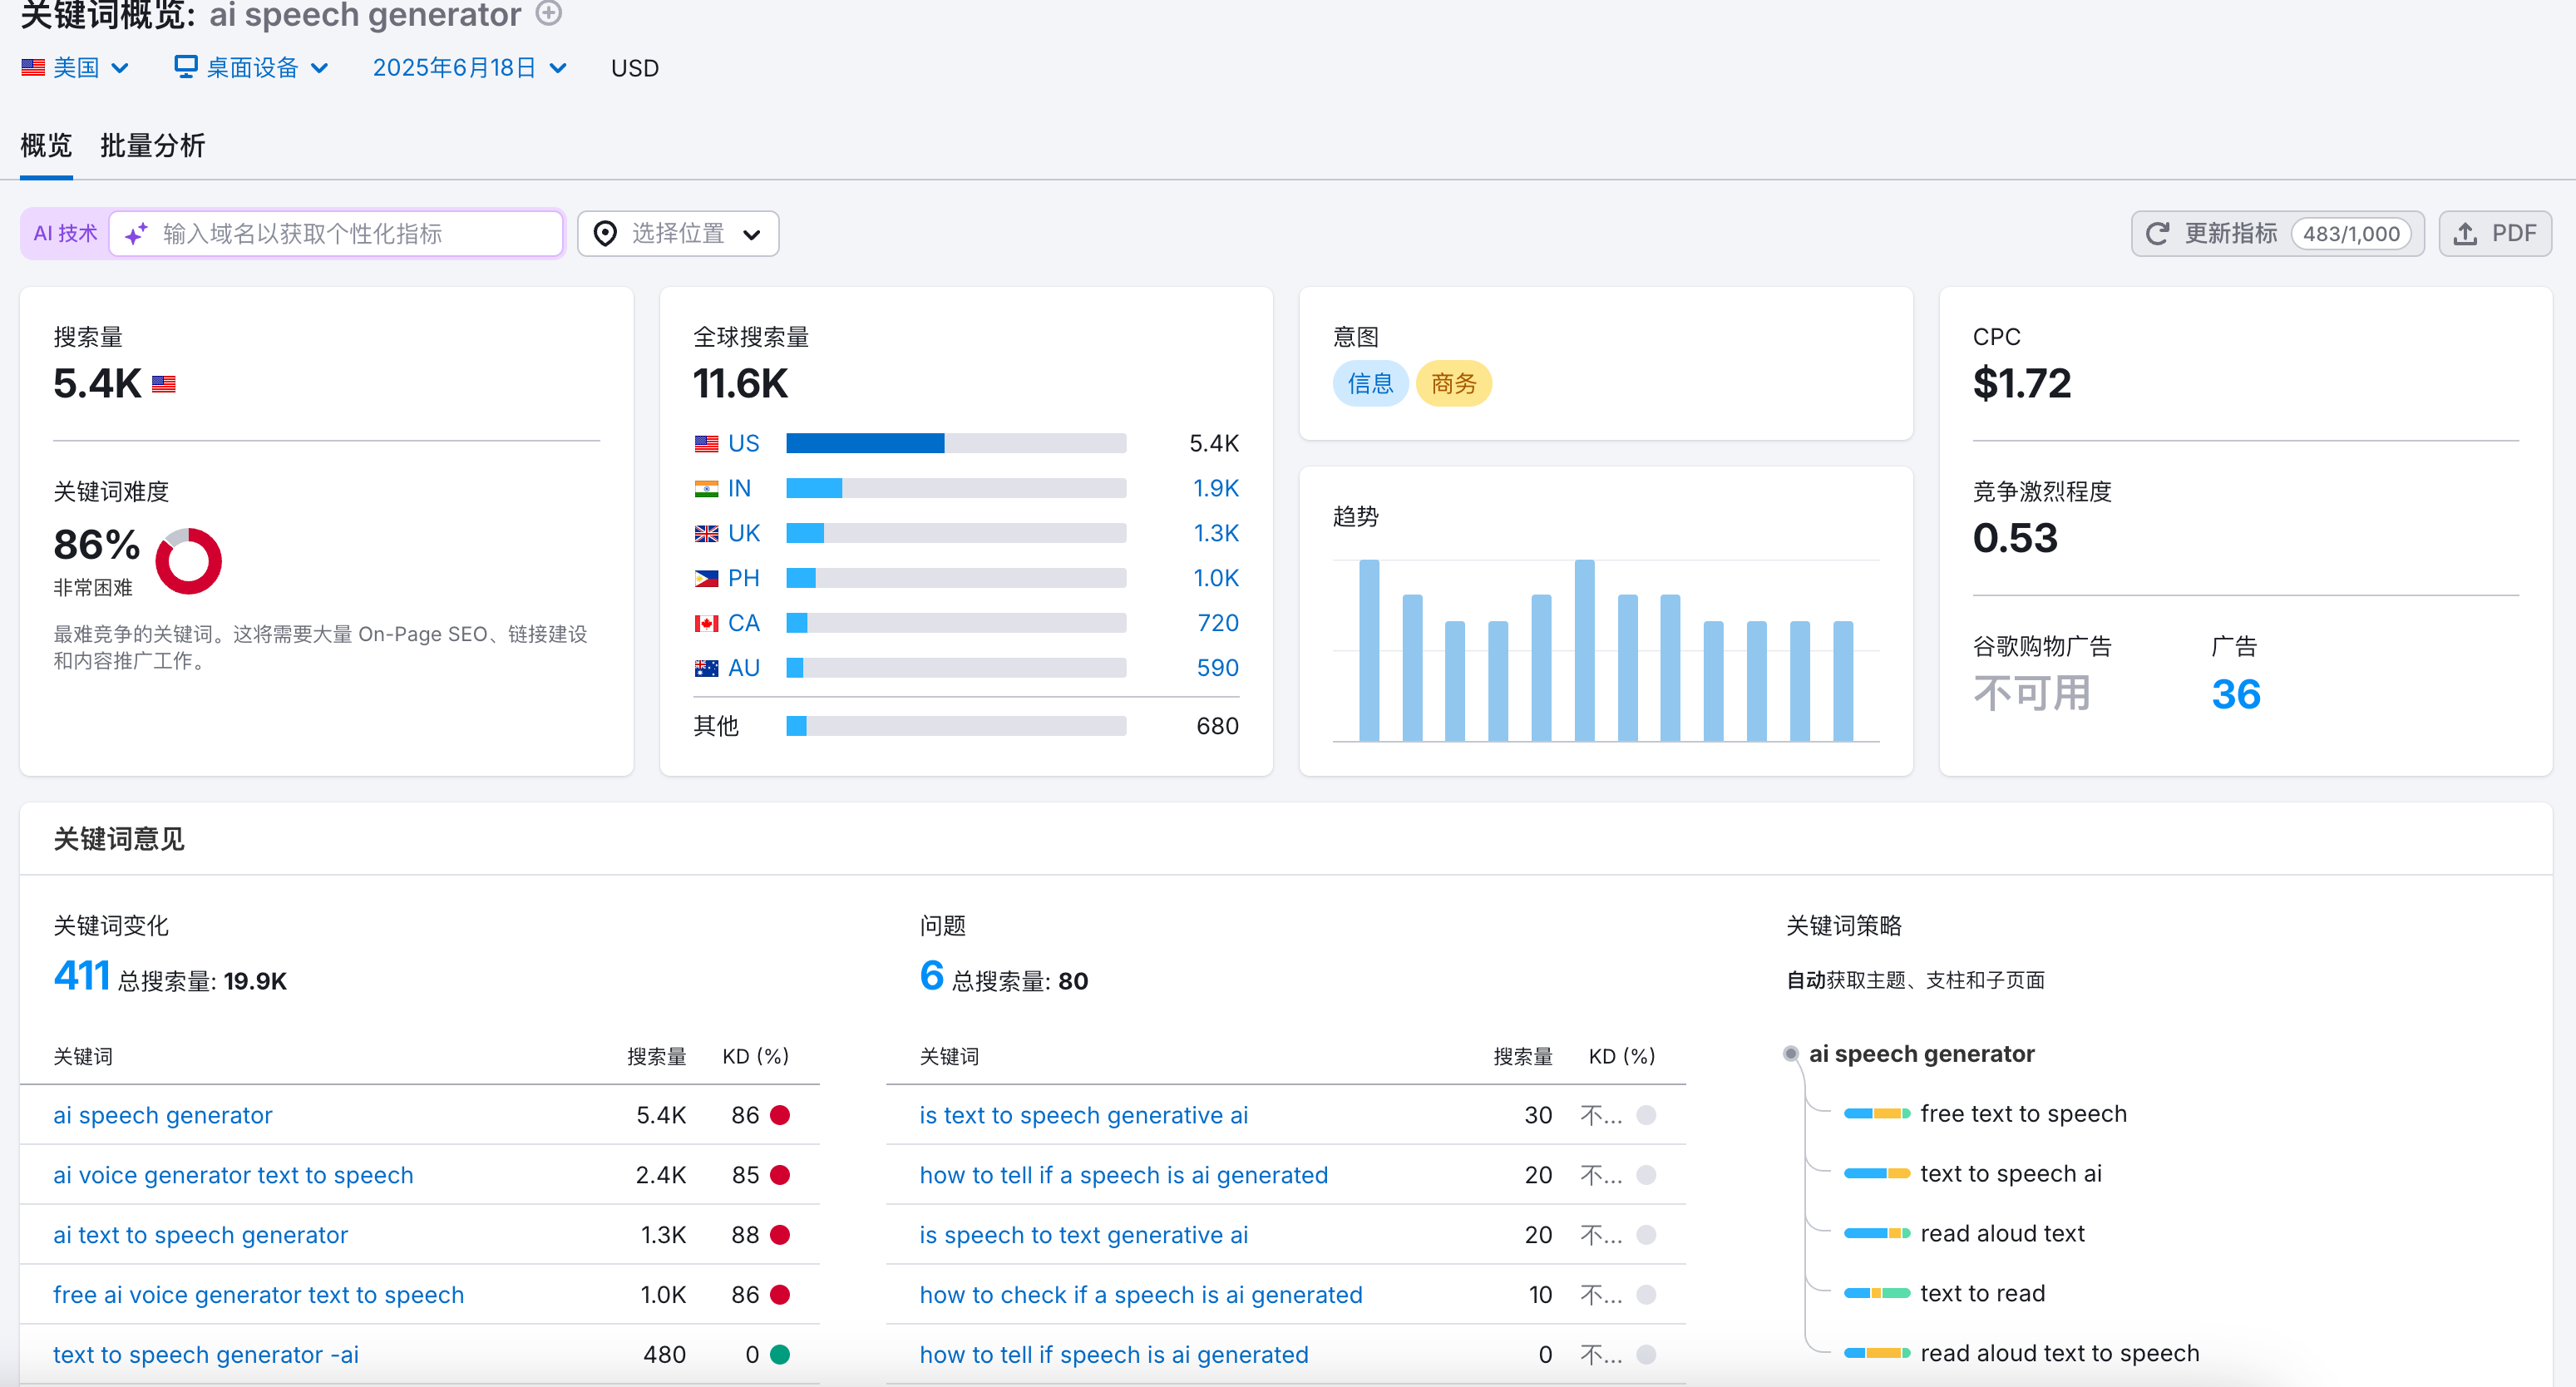 关键词概览: ai speech generator
美国 桌面设备 2025年6月18日 USD
概览 批量分析
AI 技术 输入域名以获取个性化指标 选择位置 更新指标 483/1,000 PDF
搜索量
5.4K
关键词难度
86%
非常困难
最难竞争的关键词。这将需要大量 On-Page SEO、链接建设
和内容推广工作。
全球搜索量
11.6K
US 5.4K
IN 1.9K
UK 1.3K
PH 1.0K
CA 720
AU 590
其他 680
意图
信息 商务
趋势
CPC
$1.72
竞争激烈程度
0.53
谷歌购物广告 广告
不可用 36
关键词意见
关键词变化
411 总搜索量: 19.9K
关键词 搜索量 KD (%)
ai speech generator 5.4K 86
ai voice generator text to speech 2.4K 85
ai text to speech generator 1.3K 88
free ai voice generator text to speech 1.0K 86
text to speech generator -ai 480 0
问题
6 总搜索量: 80
关键词 搜索量 KD (%)
is text to speech generative ai 30 不...
how to tell if a speech is ai generated 20 不...
is speech to text generative ai 20 不...
how to check if a speech is ai generated 10 不...
how to tell if speech is ai generated 0 不...
关键词策略
自动获取主题、支柱和子页面
ai speech generator
free text to speech
text to speech ai
read aloud text
text to read
read aloud text to speech